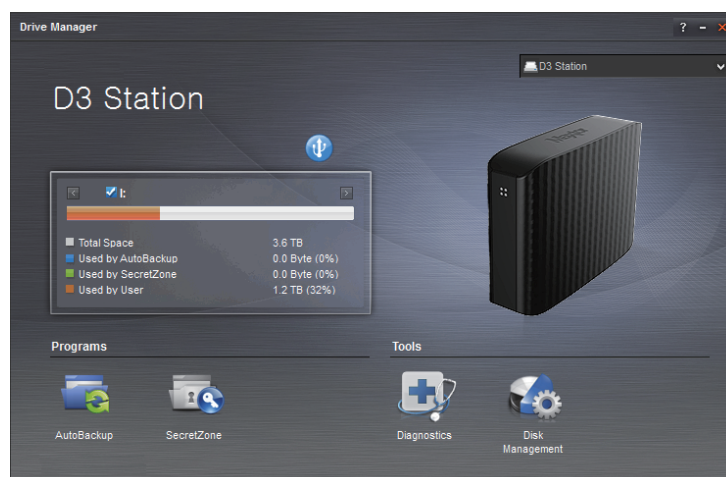 Drive Manager
? - ×
D3 Station
D3 Station
Maxtor
I:
Total Space 3.6 TB
Used by AutoBackup 0.0 Byte (0%)
Used by SecretZone 0.0 Byte (0%)
Used by User 1.2 TB (32%)
Programs
Tools
AutoBackup
SecretZone
Diagnostics
Disk
Management